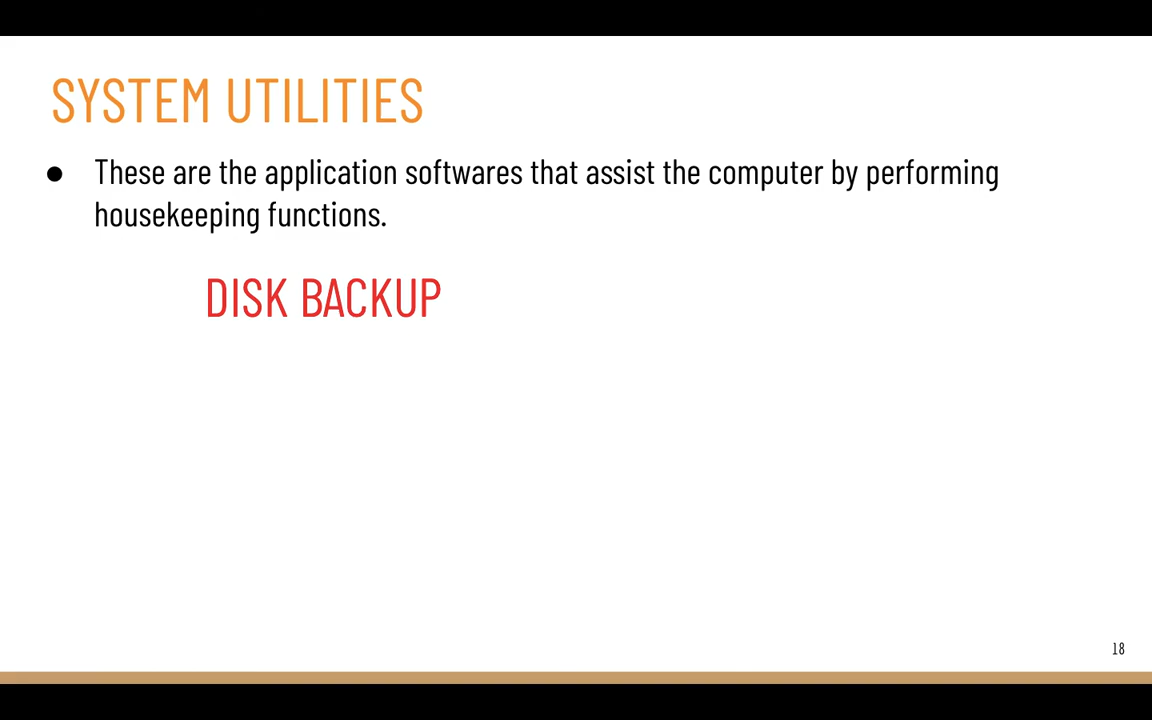 SYSTEM UTILITIES
● These are the application softwares that assist the computer by performing
housekeeping functions.
DISK BACKUP
18